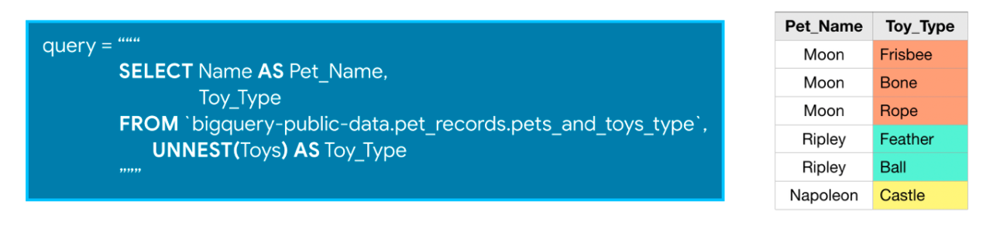 query = “““
SELECT Name AS Pet_Name,
Toy_Type
FROM `bigquery-public-data.pet_records.pets_and_toys_type`,
UNNEST(Toys) AS Toy_Type
”””
Pet_Name Toy_Type
Moon Frisbee
Moon Bone
Moon Rope
Ripley Feather
Ripley Ball
Napoleon Castle